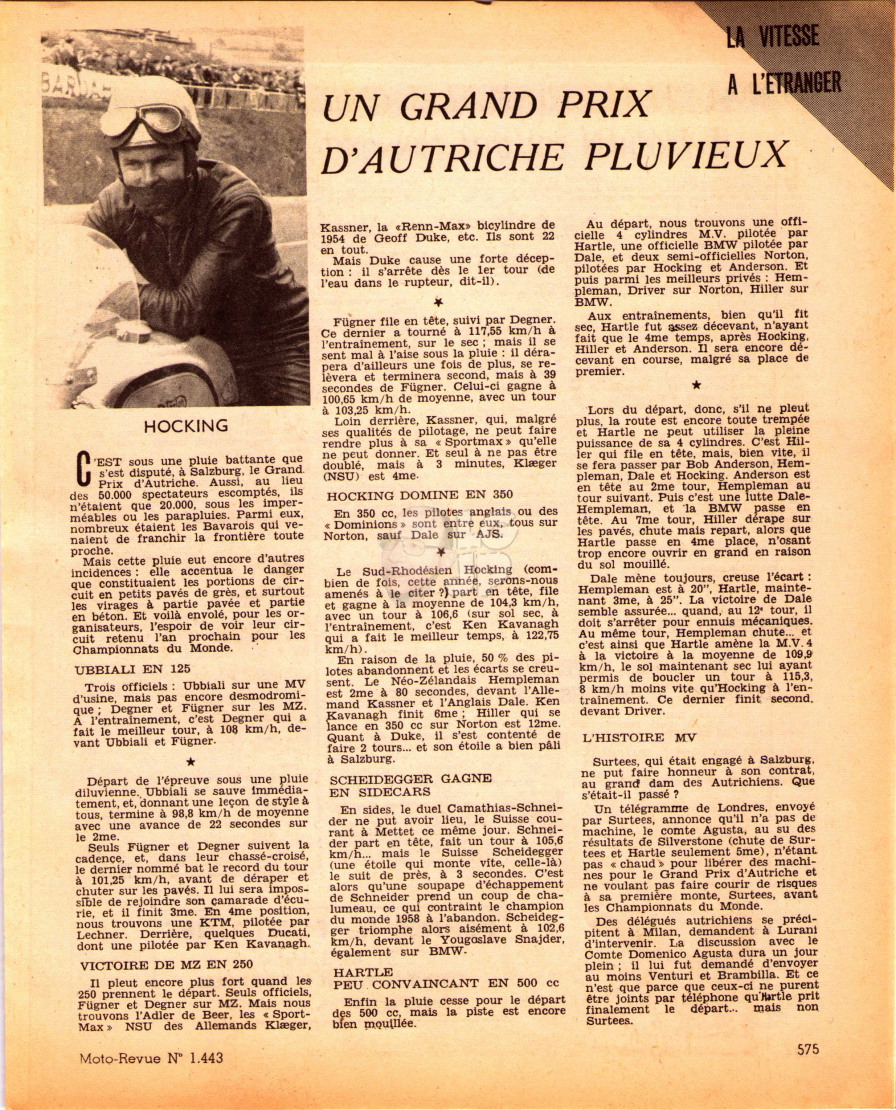 LA VITESSE
A L'ETRANGER
BARDAH
UN GRAND PRIX
D'AUTRICHE PLUVIEUX
HOCKING
C'EST sous une pluie battante que
s'est disputé, à Salzburg, le Grand
Prix d'Autriche. Aussi, au lieu
des 50.000 spectateurs escomptés, ils
n'étaient que 20.000, sous les imper-
méables ou les parapluies. Parmi eux,
nombreux étaient les Bavarois qui ve-
naient de franchir la frontière toute
proche.
Mais cette pluie eut encore d'autres
incidences : elle accentua le danger
que constituaient les portions de cir-
cuit en petits pavés de grès, et surtout
les virages à partie pavée et partie
en béton. Et voilà envolé, pour les or-
ganisateurs, l'espoir de voir leur cir-
cuit retenu l'an prochain pour les
Championnats du Monde.
UBBIALI EN 125
Trois officiels : Ubbiali sur une MV
d'usine, mais pas encore desmodromi-
que ; Degner et Fügner sur les MZ.
A l'entraînement, c'est Degner qui a
fait le meilleur tour, à 108 km/h, de-
vant Ubbiali et Fügner.
★
Départ de l'épreuve sous une pluie
diluvienne. Ubbiali se sauve immédia-
tement, et, donnant une leçon de style à
tous, termine à 98,8 km/h de moyenne
avec une avance de 22 secondes sur
le 2me.
Seuls Fügner et Degner suivent la
cadence, et, dans leur chassé-croisé,
le dernier nommé bat le record du tour
à 101,25 km/h, avant de déraper et
chuter sur les pavés. Il lui sera impos-
sible de rejoindre son camarade d'écu-
rie, et il finit 3me. En 4me position,
nous trouvons une KTM, pilotée par
Lechner. Derrière, quelques Ducati,
dont une pilotée par Ken Kavanagh.
VICTOIRE DE MZ EN 250
Il pleut encore plus fort quand les
250 prennent le départ. Seuls officiels,
Fügner et Degner sur MZ. Mais nous
trouvons l'Adler de Beer, les « Sport-
Max » NSU des Allemands Klæger,
Kassner, la «Renn-Max» bicylindre de
1954 de Geoff Duke, etc. Ils sont 22
en tout.
Mais Duke cause une forte décep-
tion : il s'arrête dès le 1er tour (de
l'eau dans le rupteur, dit-il).
★
Fügner file en tête, suivi par Degner.
Ce dernier a tourné à 117,55 km/h à
l'entraînement, sur le sec ; mais il se
sent mal à l'aise sous la pluie : il déra-
pera d'ailleurs une fois de plus, se re-
lèvera et terminera second, mais à 39
secondes de Fügner. Celui-ci gagne à
100,65 km/h de moyenne, avec un tour
à 103,25 km/h.
Loin derrière, Kassner, qui, malgré
ses qualités de pilotage, ne peut faire
rendre plus à sa « Sportmax » qu'elle
ne peut donner. Et seul à ne pas être
doublé, mais à 3 minutes, Klæger
(NSU) est 4me.
HOCKING DOMINE EN 350
En 350 cc, les pilotes anglais ou des
« Dominions » sont entre eux, tous sur
Norton, sauf Dale sur AJS.
★
Le Sud-Rhodésien Hocking (com-
bien de fois, cette année, serons-nous
amenés à le citer ?) part en tête, file
et gagne à la moyenne de 104,3 km/h,
avec un tour à 106,6 (sur sol sec, à
l'entraînement, c'est Ken Kavanagh
qui a fait le meilleur temps, à 122,75
km/h).
En raison de la pluie, 50 % des pi-
lotes abandonnent et les écarts se creu-
sent. Le Néo-Zélandais Hempleman
est 2me à 80 secondes, devant l'Alle-
mand Kassner et l'Anglais Dale. Ken
Kavanagh finit 6me ; Hiller qui se
lance en 350 cc sur Norton est 12me.
Quant à Duke, il s'est contenté de
faire 2 tours... et son étoile a bien pâli
à Salzburg.
SCHEIDEGGER GAGNE
EN SIDECARS
En sides, le duel Camathias-Schnei-
der ne put avoir lieu, le Suisse cou-
rant à Mettet ce même jour. Schnei-
der part en tête, fait un tour à 105,6
km/h... mais le Suisse Scheidegger
(une étoile qui monte vite, celle-là)
le suit de près, à 3 secondes. C'est
alors qu'une soupape d'échappement
de Schneider prend un coup de cha-
lumeau, ce qui contraint le champion
du monde 1958 à l'abandon. Scheideg-
ger triomphe alors aisément à 102,6
km/h, devant le Yougoslave Snajder,
également sur BMW.
HARTLE
PEU CONVAINCANT EN 500 cc
Enfin la pluie cesse pour le départ
des 500 cc, mais la piste est encore
bien mouillée.
Au départ, nous trouvons une offi-
cielle 4 cylindres M.V. pilotée par
Hartle, une officielle BMW pilotée par
Dale, et deux semi-officielles Norton,
pilotées par Hocking et Anderson. Et
puis parmi les meilleurs privés : Hem-
pleman, Driver sur Norton, Hiller sur
BMW.
Aux entraînements, bien qu'il fit
sec, Hartle fut assez décevant, n'ayant
fait que le 4me temps, après Hocking,
Hiller et Anderson. Il sera encore dé-
cevant en course, malgré sa place de
premier.
★
Lors du départ, donc, s'il ne pleut
plus, la route est encore toute trempée
et Hartle ne peut utiliser la pleine
puissance de sa 4 cylindres. C'est Hil-
ler qui file en tête, mais, bien vite, il
se fera passer par Bob Anderson, Hem-
pleman, Dale et Hocking. Anderson est
en tête au 2me tour, Hempleman au
tour suivant. Puis c'est une lutte Dale-
Hempleman, et la BMW passe en
tête. Au 7me tour, Hiller dérape sur
les pavés, chute mais repart, alors que
Hartle passe en 4me place, n'osant
trop encore ouvrir en grand en raison
du sol mouillé.
Dale mène toujours, creuse l'écart :
Hempleman est à 20", Hartle, mainte-
nant 3me, à 25". La victoire de Dale
semble assurée... quand, au 12e tour, il
doit s'arrêter pour ennuis mécaniques.
Au même tour, Hempleman chute... et
c'est ainsi que Hartle amène la M.V. 4
à la victoire à la moyenne de 109,9
km/h, le sol maintenant sec lui ayant
permis de boucler un tour à 115,3,
8 km/h moins vite qu'Hocking à l'en-
traînement. Ce dernier finit second,
devant Driver.
L'HISTOIRE MV
Surtees, qui était engagé à Salzburg,
ne put faire honneur à son contrat,
au grand dam des Autrichiens. Que
s'était-il passé ?
Un télégramme de Londres, envoyé
par Surtees, annonce qu'il n'a pas de
machine, le comte Agusta, au su des
résultats de Silverstone (chute de Sur-
tees et Hartle seulement 5me), n'étant
pas « chaud » pour libérer des machi-
nes pour le Grand Prix d'Autriche et
ne voulant pas faire courir de risques
à sa première monte, Surtees, avant
les Championnats du Monde.
Des délégués autrichiens se préci-
pitent à Milan, demandent à Lurani
d'intervenir. La discussion avec le
Comte Domenico Agusta dura un jour
plein ; il lui fut demandé d'envoyer
au moins Venturi et Brambilla. Et ce
n'est que parce que ceux-ci ne purent
être joints par téléphone qu'Hartle prit
finalement le départ... mais non
Surtees.
Moto-Revue N° 1.443
575